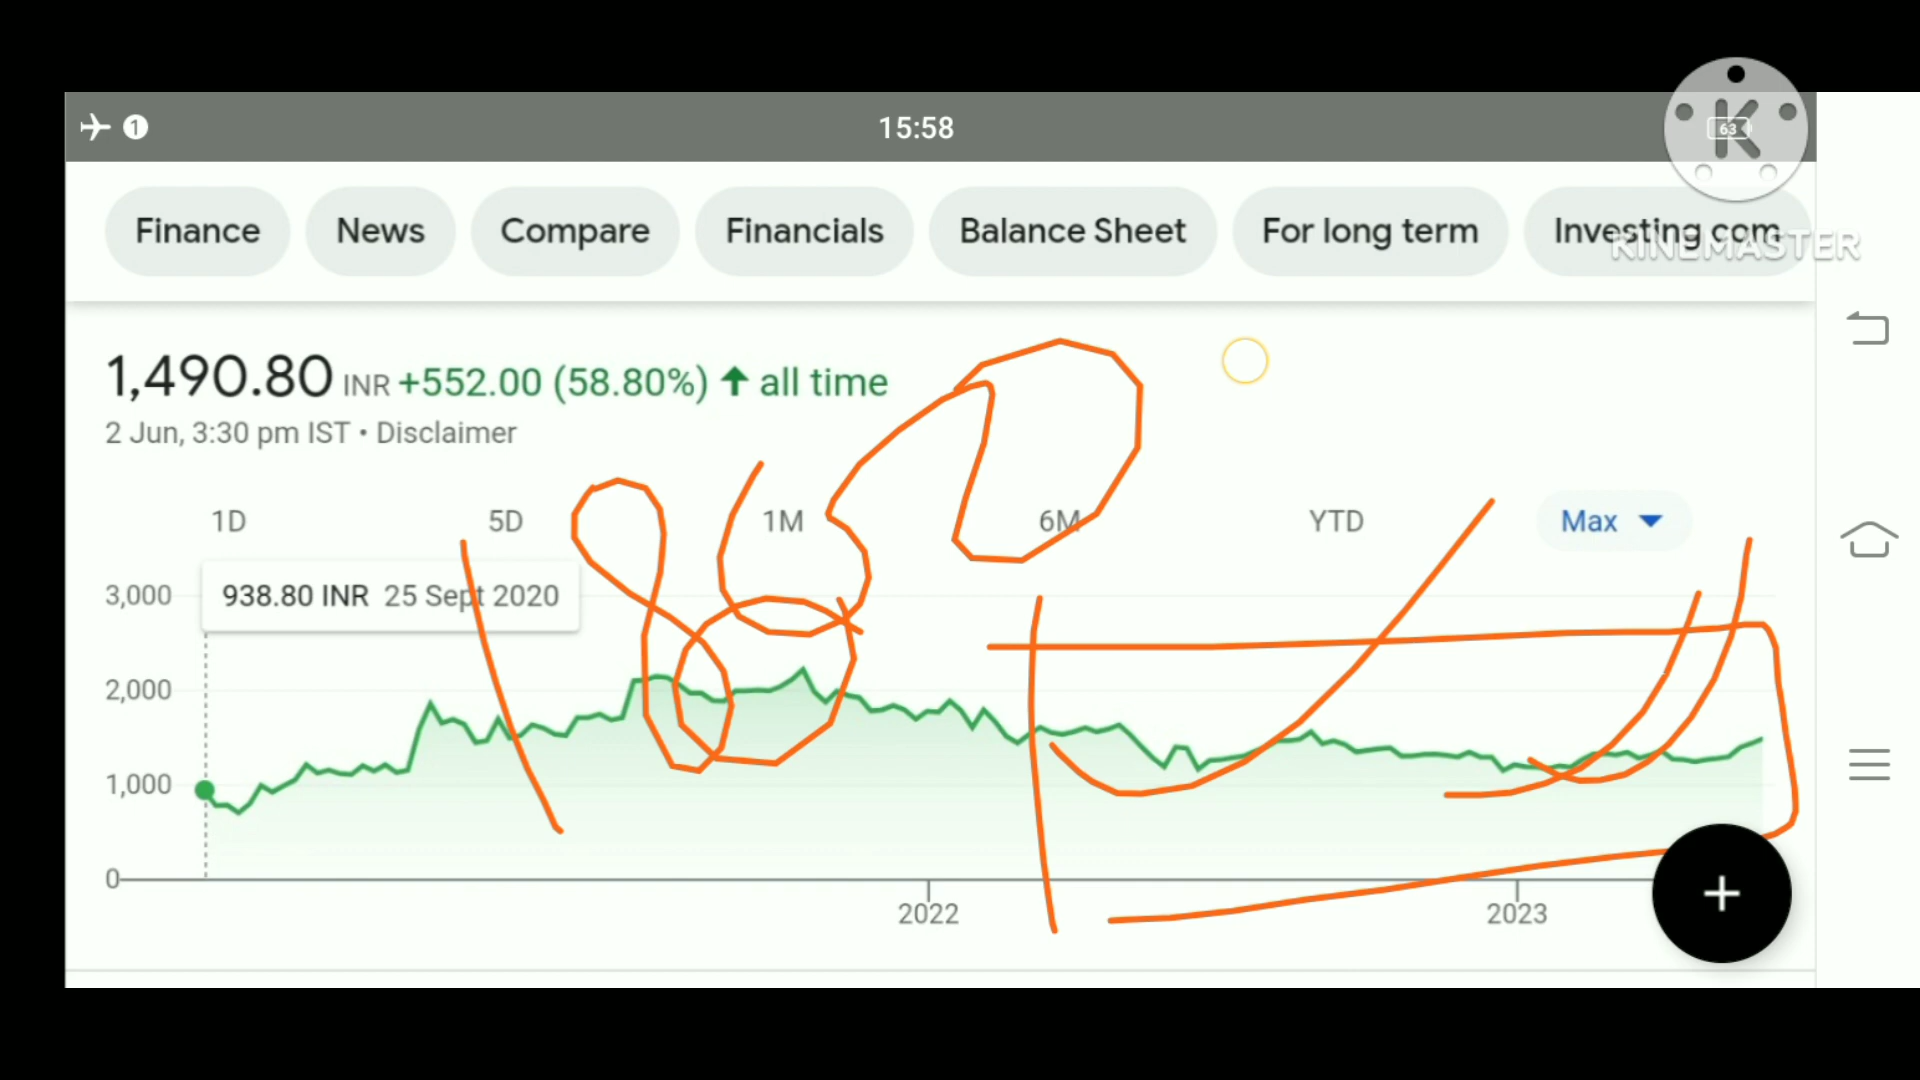 1 15:58 63
Finance News Compare Financials Balance Sheet For long term Investing com
KINEMASTER
1,490.80 INR +552.00 (58.80%) ↑ all time
2 Jun, 3:30 pm IST • Disclaimer
1D 5D 1M 6M YTD Max
3,000 938.80 INR 25 Sept 2020
2,000
1,000
0
2022 2023